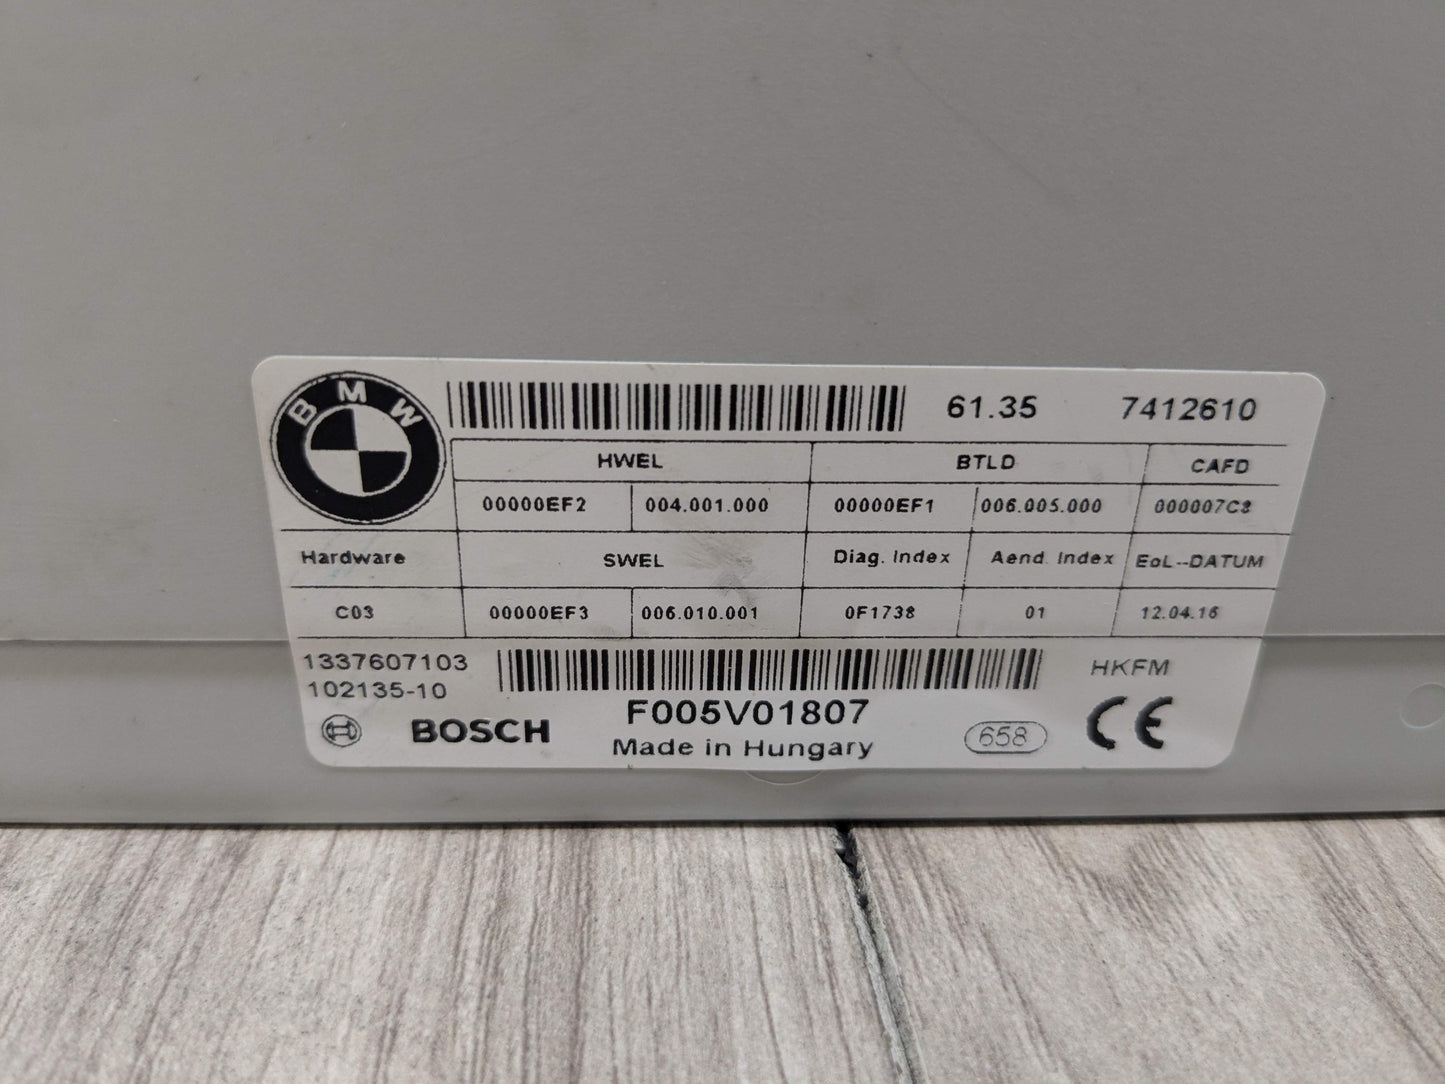 BMW
61.35 7412610
HWEL BTLD CAFD
00000EF2 004.001.000 00000EF1 006.005.000
Hardware SWEL Diag. Index Aend. Index EoL--DATUM
C03 00000EF3 006.010.001 0F1738 01 12.04.16
1337607103 HKFM
102135-10
BOSCH F005V01807 658 CE
Made in Hungary